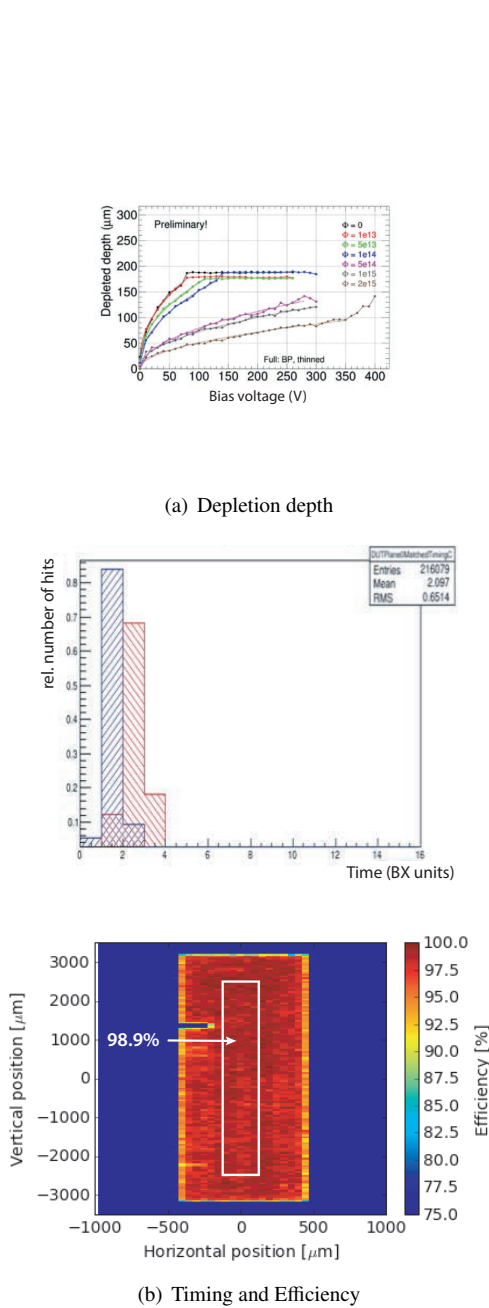 Depleted depth (μm)
300
250
200
150
100
50
0
Preliminary!
Φ = 0
Φ = 1e13
Φ = 5e13
Φ = 1e14
Φ = 5e14
Φ = 1e15
Φ = 2e15
Full: BP, thinned
0 50 100 150 200 250 300 350 400
Bias voltage (V)
(a) Depletion depth
DUTPlane0MatchedTimingC
Entries 216079
Mean 2.097
RMS 0.6514
rel. number of hits
0.8
0.7
0.6
0.5
0.4
0.3
0.2
0.1
0 2 4 6 8 10 12 14 16
Time (BX units)
Vertical position [μm]
3000
2000
1000
0
−1000
−2000
−3000
98.9%
−1000 −500 0 500 1000
Horizontal position [μm]
100.0
97.5
95.0
92.5
90.0
87.5
85.0
82.5
80.0
77.5
75.0
Efficiency [%]
(b) Timing and Efficiency